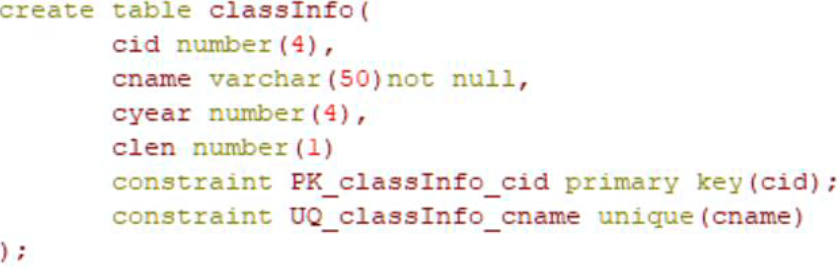 create table classInfo(
cid number(4),
cname varchar(50)not null,
cyear number(4),
clen number(1)
constraint PK_classInfo_cid primary key(cid);
constraint UQ_classInfo_cname unique(cname)
);